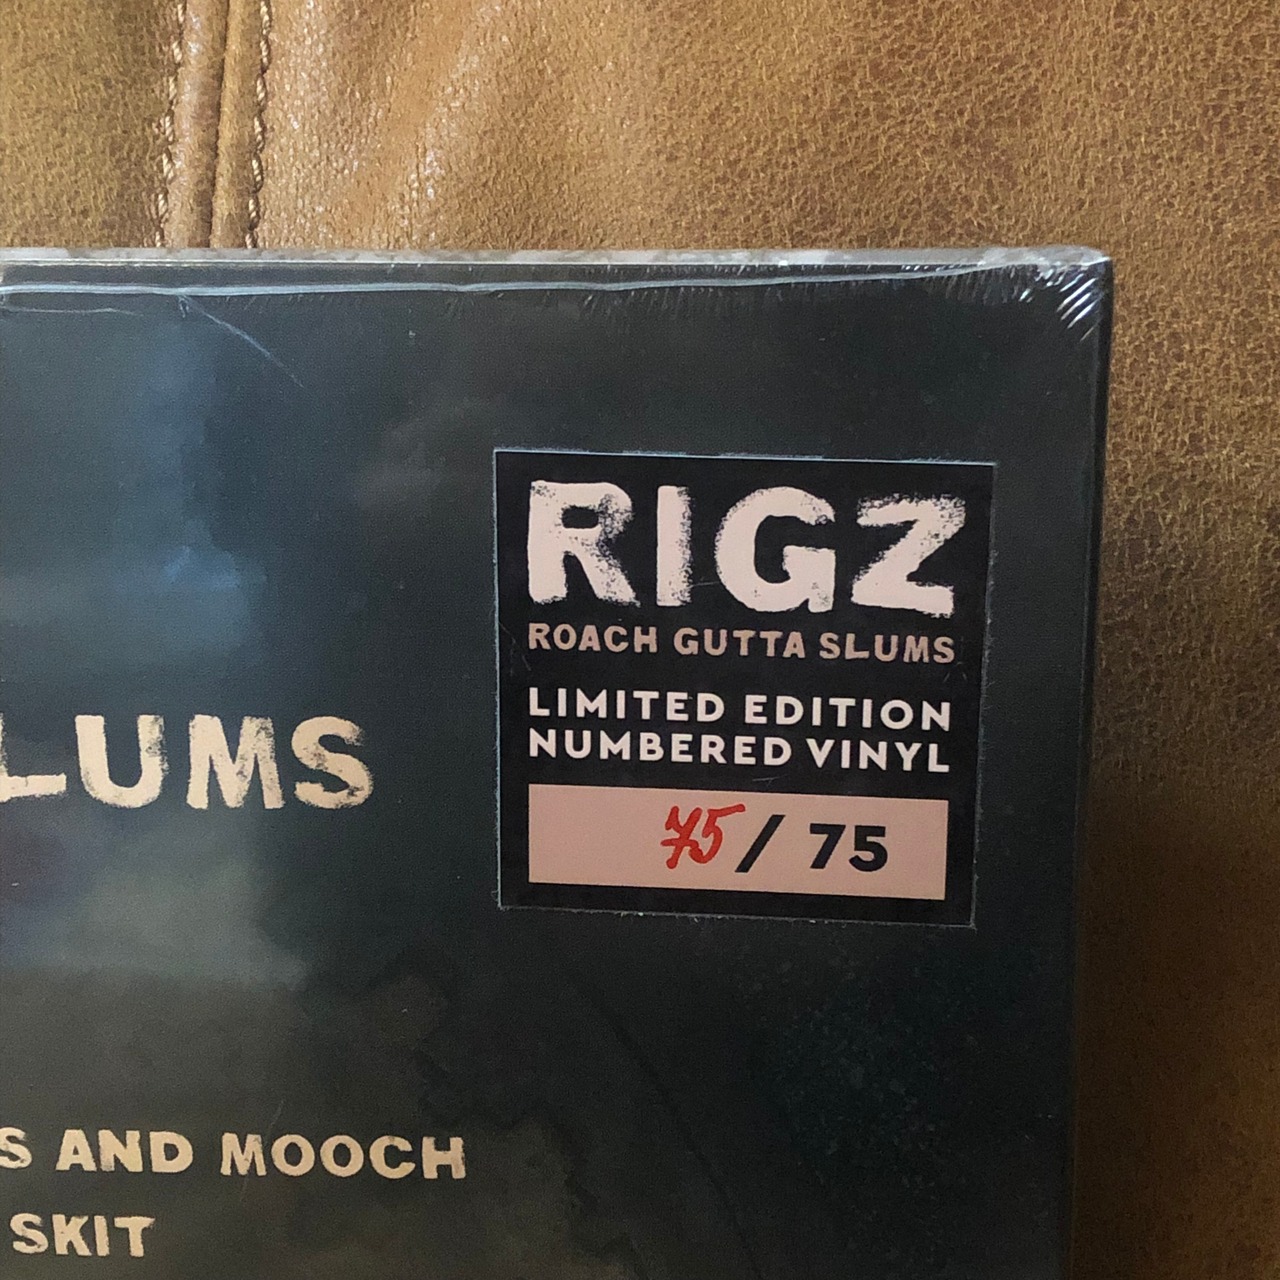 RIGZ
ROACH GUTTA SLUMS
LIMITED EDITION
NUMBERED VINYL
75 / 75
LUMS
S AND MOOCH
SKIT